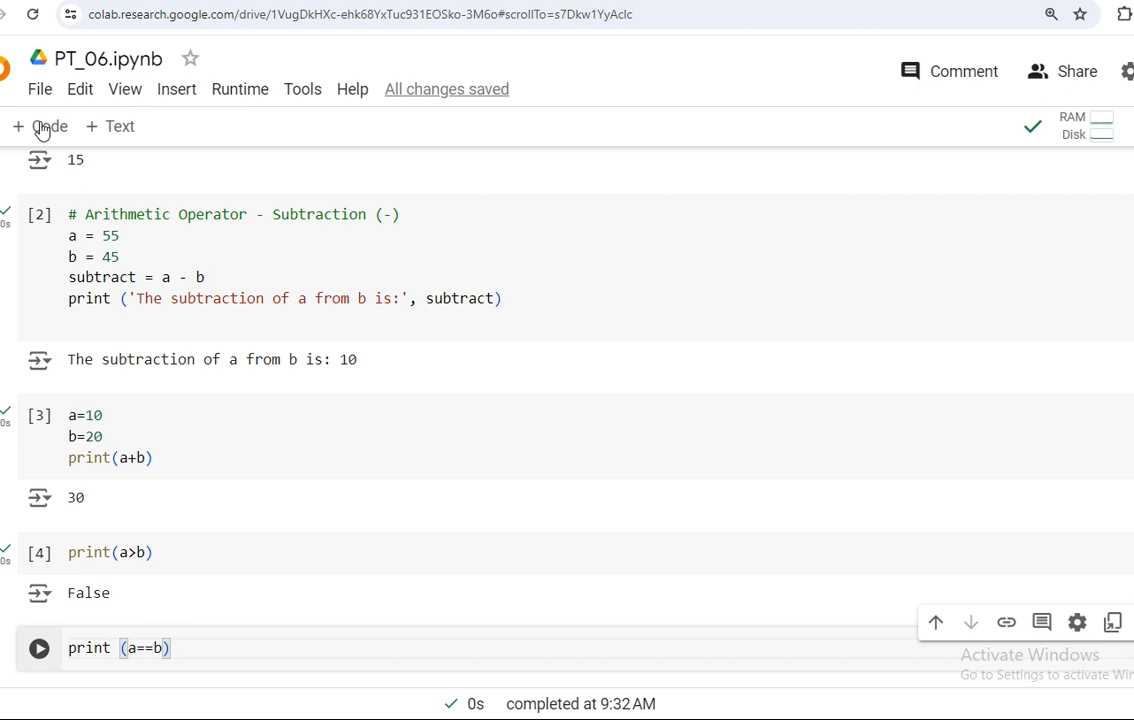 colab.research.google.com/drive/1VugDkHXc-ehk68YxTuc931EOSko-3M6o#scrollTo=s7Dkw1YyAclc
PT_06.ipynb
File Edit View Insert Runtime Tools Help All changes saved
Comment Share
+ Code + Text
RAM
Disk
15
0s
[2] # Arithmetic Operator - Subtraction (-)
a = 55
b = 45
subtract = a - b
print ('The subtraction of a from b is:', subtract)
The subtraction of a from b is: 10
0s
[3] a=10
b=20
print(a+b)
30
0s
[4] print(a>b)
False
print (a==b)
Activate Windows
Go to Settings to activate Win
0s completed at 9:32 AM